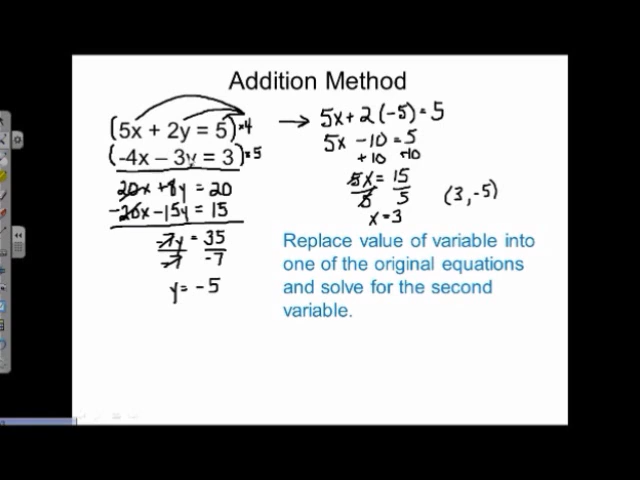 Addition Method
(5x + 2y = 5) ×4
(-4x – 3y = 3) ×5
20x + 8y = 20
-20x - 15y = 15
-7y = 35
-7 -7
y = -5
5x + 2(-5) = 5
5x - 10 = 5
+10 +10
5x = 15
5 5
x = 3
(3, -5)
Replace value of variable into
one of the original equations
and solve for the second
variable.